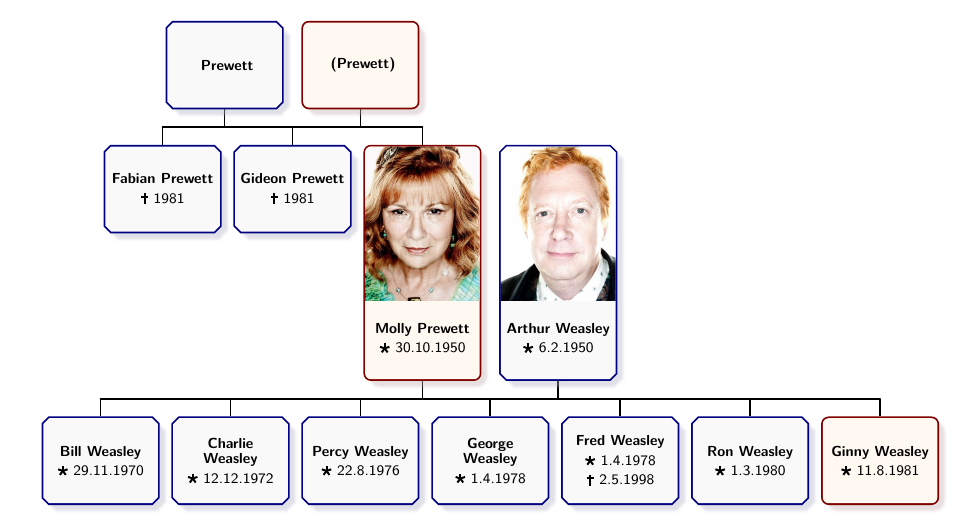 Prewett
(Prewett)
Fabian Prewett
✝ 1981
Gideon Prewett
✝ 1981
Molly Prewett
★ 30.10.1950
Arthur Weasley
★ 6.2.1950
Bill Weasley
★ 29.11.1970
Charlie
Weasley
★ 12.12.1972
Percy Weasley
★ 22.8.1976
George
Weasley
★ 1.4.1978
Fred Weasley
★ 1.4.1978
✝ 2.5.1998
Ron Weasley
★ 1.3.1980
Ginny Weasley
★ 11.8.1981